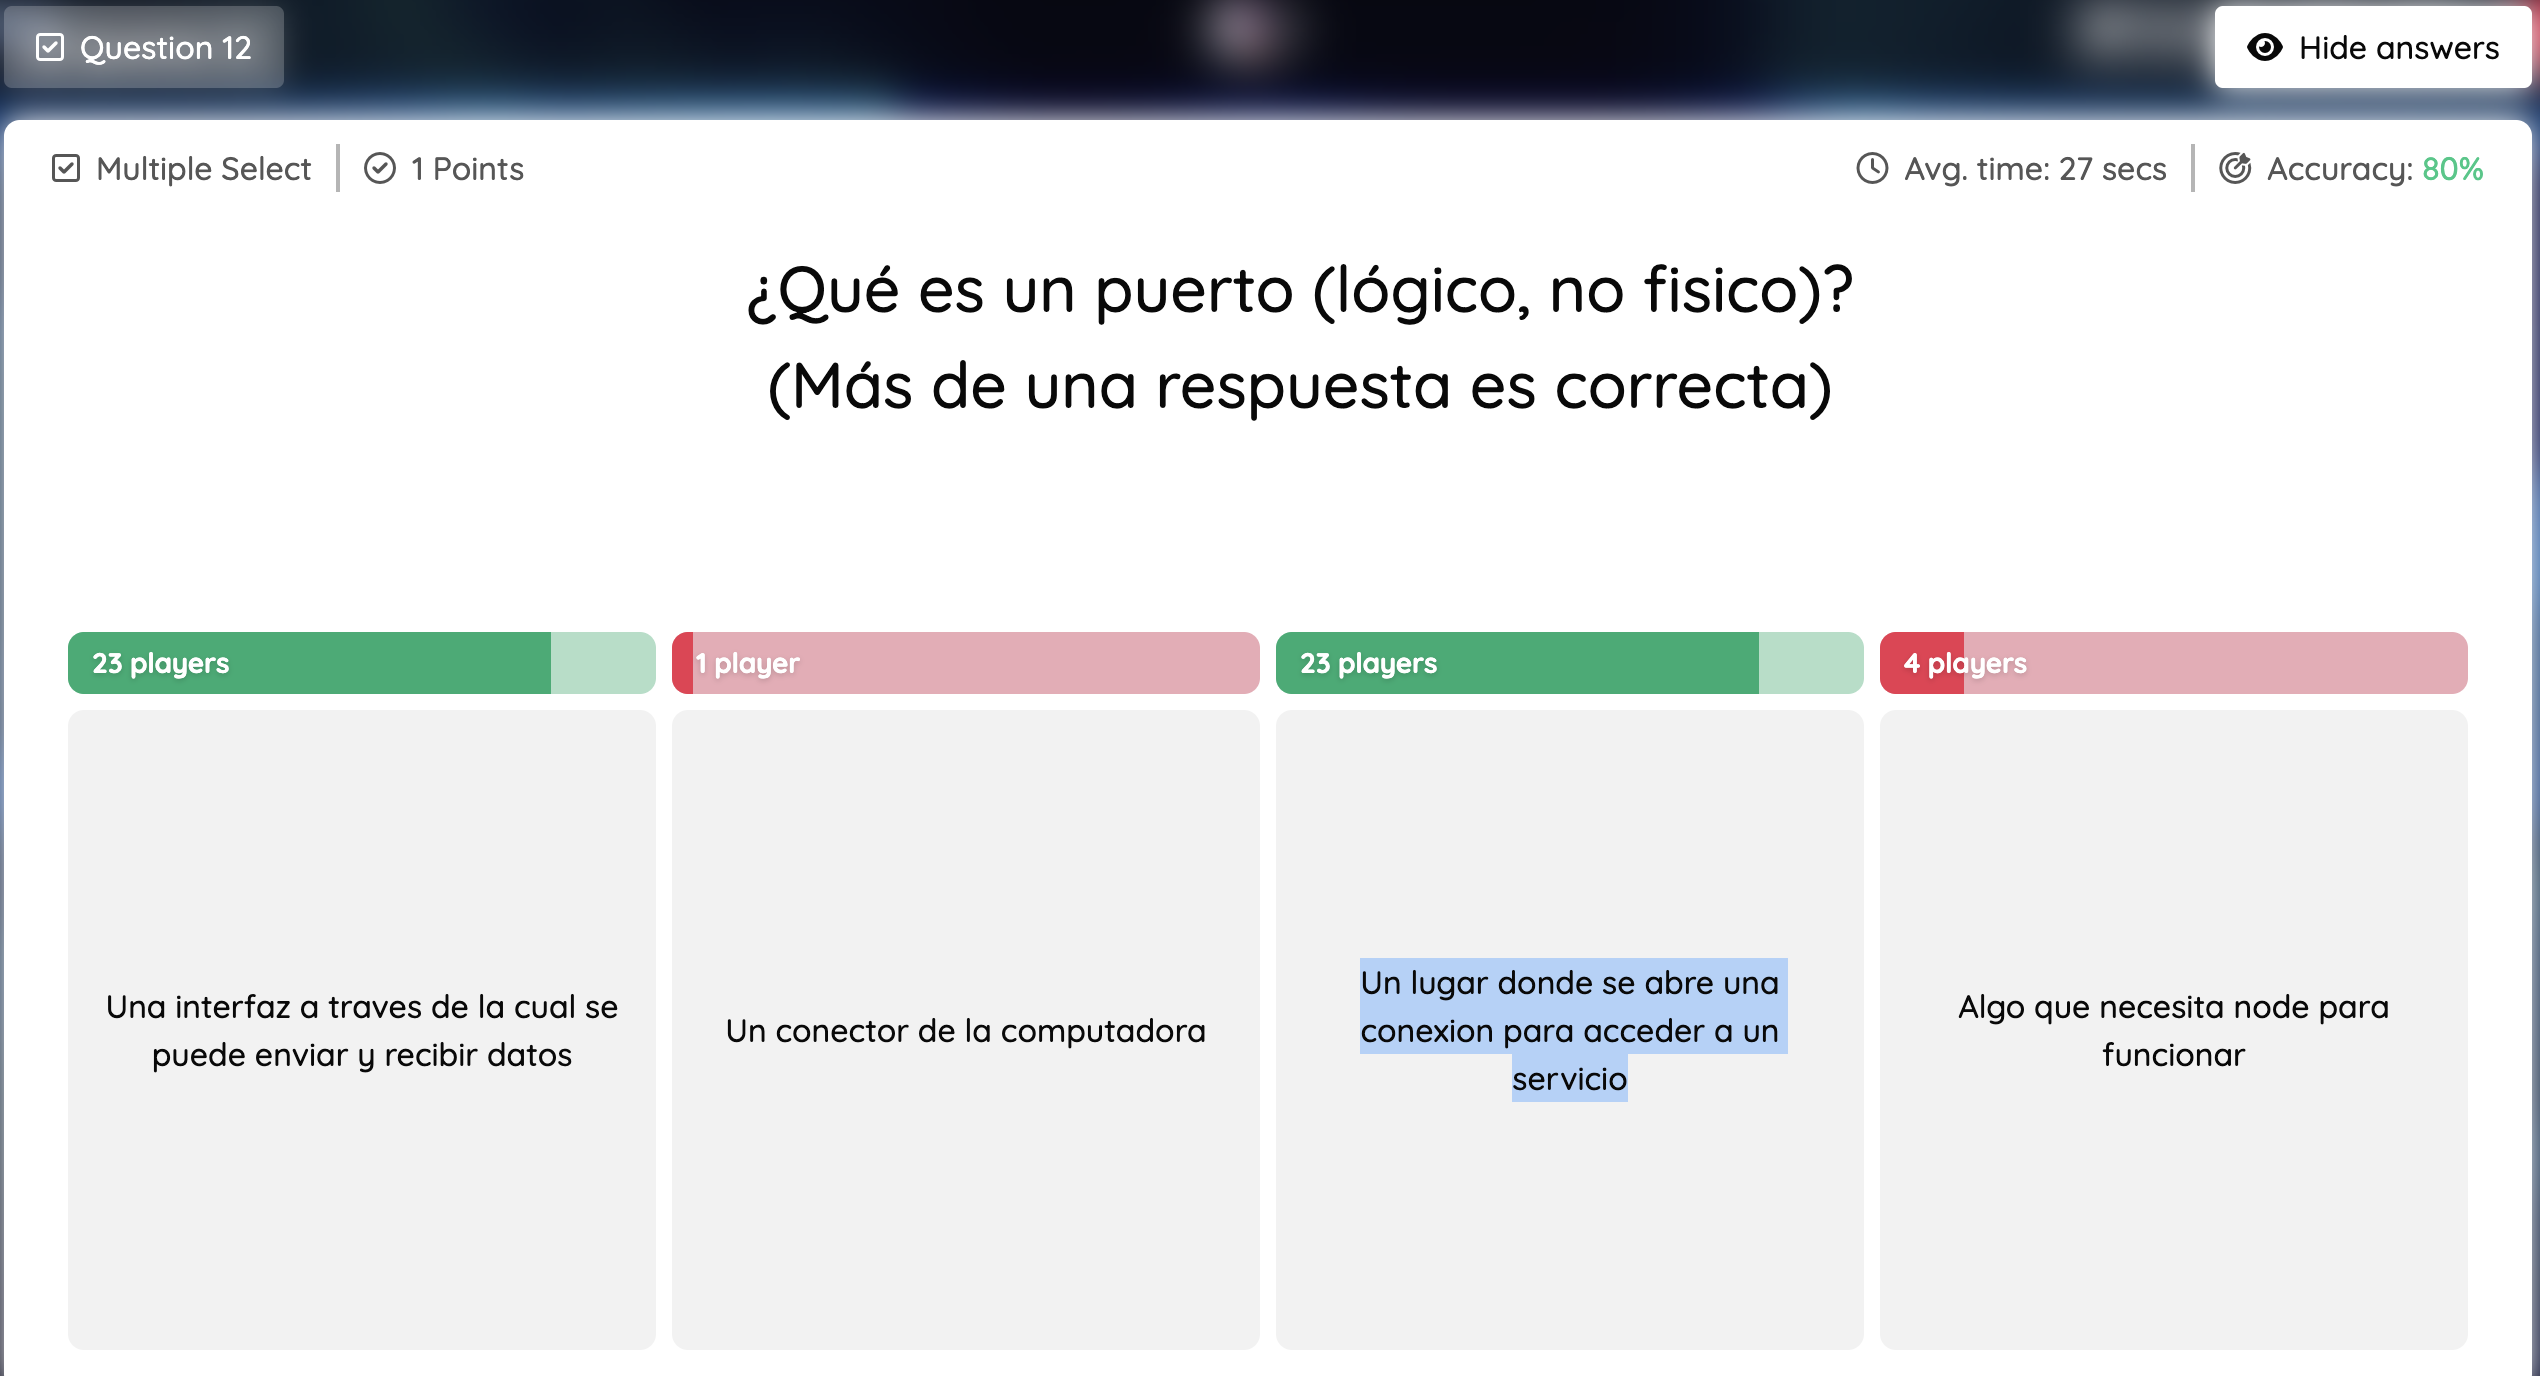 Question 12
Hide answers
Multiple Select
1 Points
Avg. time: 27 secs
Accuracy: 80%
¿Qué es un puerto (lógico, no fisico)?
(Más de una respuesta es correcta)
23 players
1 player
23 players
4 players
Una interfaz a traves de la cual se
puede enviar y recibir datos
Un conector de la computadora
Un lugar donde se abre una
conexion para acceder a un
servicio
Algo que necesita node para
funcionar